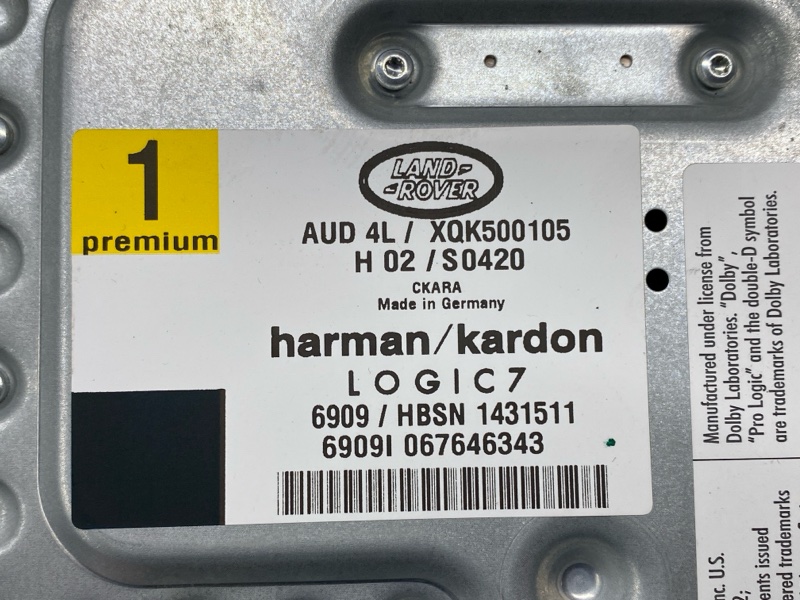 1
premium
LAND-
-ROVER
AUD 4L / XQK500105
H 02 / S0420
CKARA
Made in Germany
harman/kardon
LOGIC7
6909 / HBSN 1431511
6909I 067646343
Manufactured under license from
Dolby Laboratories. "Dolby",
"Pro Logic" and the double-D symbol
are trademarks of Dolby Laboratories.
U.S.
issued
trademarks